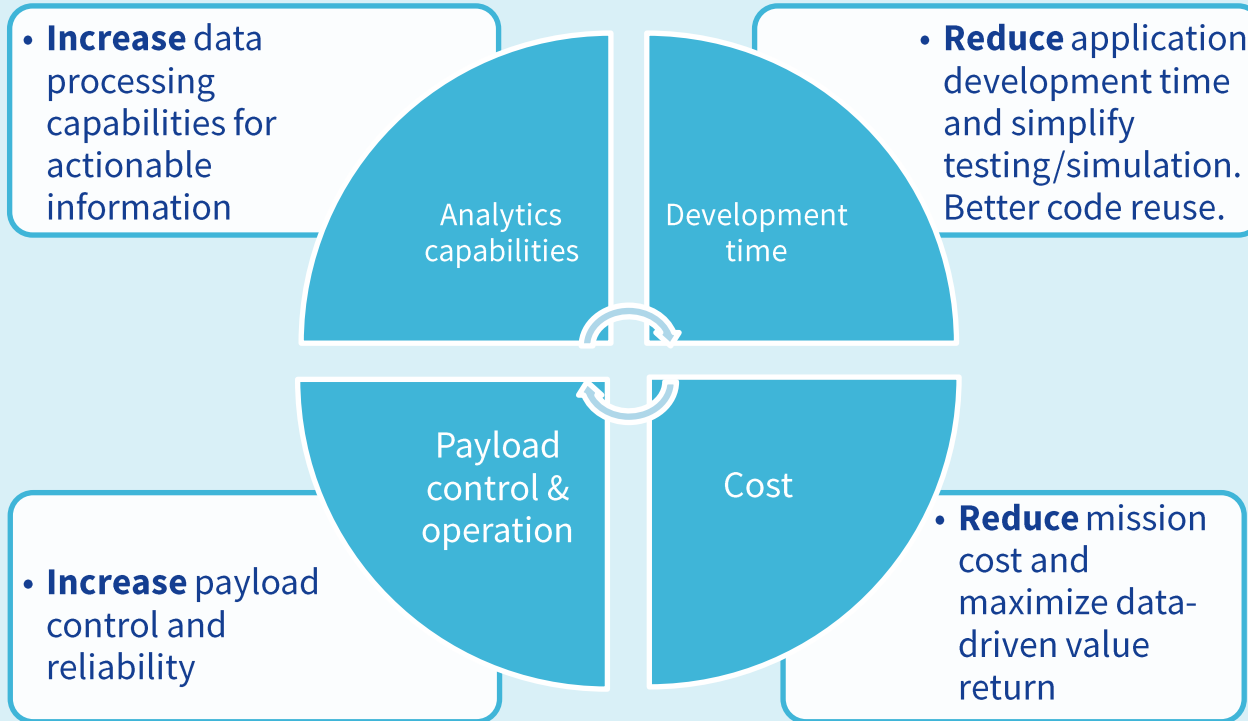 • Increase data
processing
capabilities for
actionable
information
Analytics
capabilities
Development
time
• Reduce application
development time
and simplify
testing/simulation.
Better code reuse.
Payload
control &
operation
• Increase payload
control and
reliability
Cost
• Reduce mission
cost and
maximize data-
driven value
return